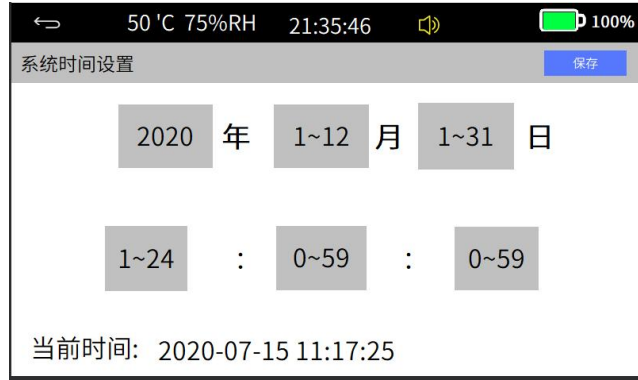 50 'C 75%RH 21:35:46 100%
系统时间设置 保存
2020 年 1~12 月 1~31 日
1~24 : 0~59 : 0~59
当前时间: 2020-07-15 11:17:25